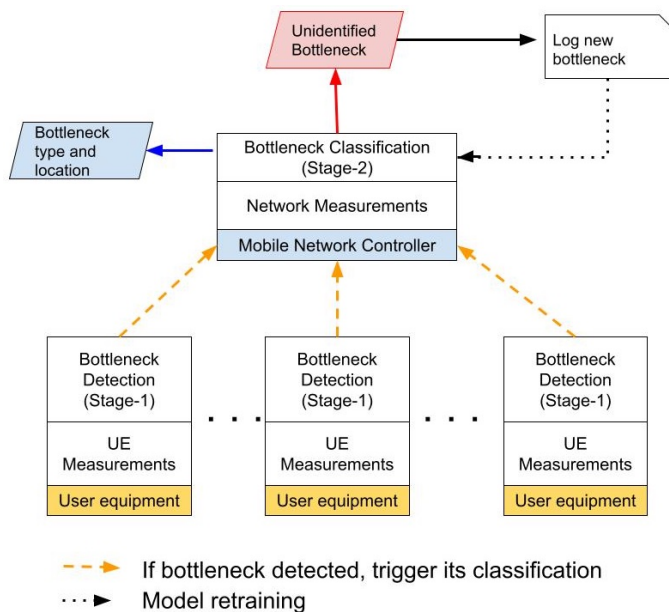 Unidentified
Bottleneck
Log new
bottleneck
Bottleneck
type and
location
Bottleneck Classification
(Stage-2)
Network Measurements
Mobile Network Controller
Bottleneck
Detection
(Stage-1)
UE
Measurements
User equipment
Bottleneck
Detection
(Stage-1)
UE
Measurements
User equipment
Bottleneck
Detection
(Stage-1)
UE
Measurements
User equipment
If bottleneck detected, trigger its classification
Model retraining